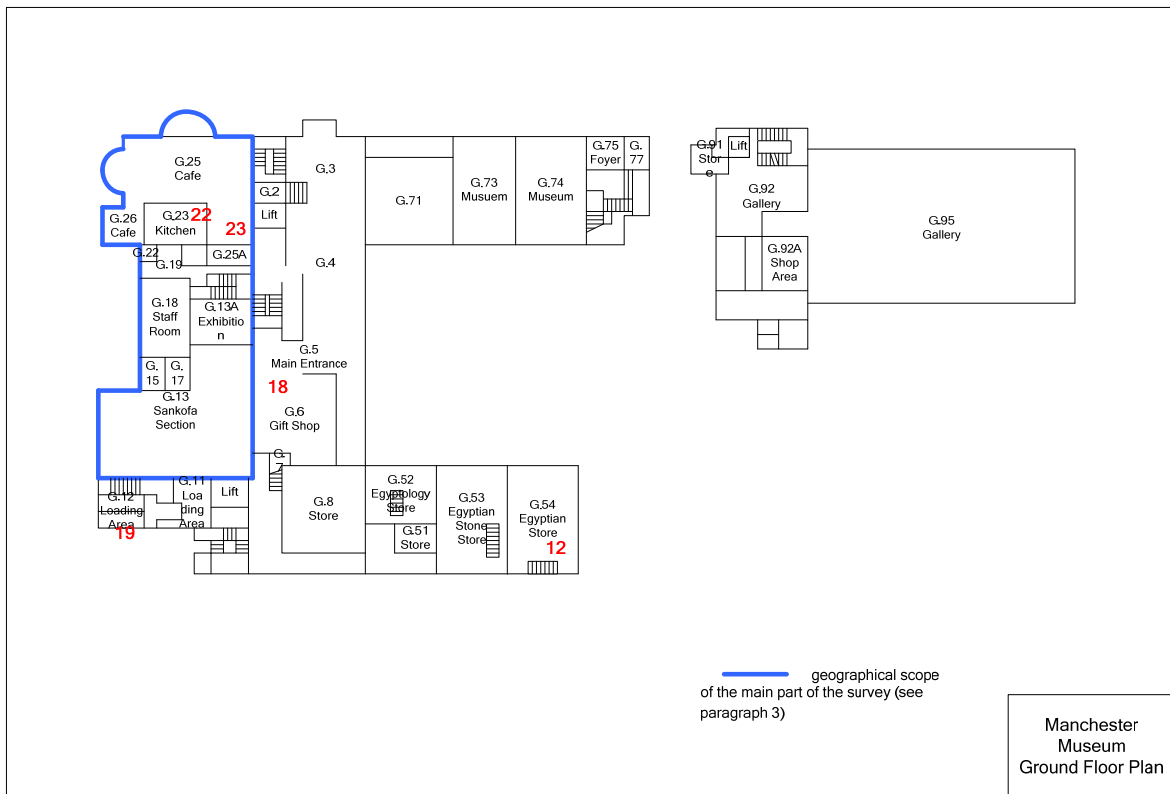 G.25
Cafe
G.3
G.2
Lift
G.26
Cafe
G.23
Kitchen
22
23
G.22
G.19
G.25A
G.4
G.18
Staff
Room
G.13A
Exhibitio
n
G.
15
G.
17
G.13
Sankofa
Section
G.5
Main Entrance
18
G.6
Gift Shop
G.
7
G.12
Loading
Area
19
G.11
Loa
ding
Area
Lift
G.8
Store
G.52
Egyptology
Store
G.51
Store
G.53
Egyptian
Stone
Store
G.54
Egyptian
Store
12
G.71
G.73
Musuem
G.74
Museum
G.75
Foyer
G.
77
G.91
Stor
e
Lift
G.92
Gallery
G.92A
Shop
Area
G.95
Gallery
geographical scope
of the main part of the survey (see
paragraph 3)
Manchester
Museum
Ground Floor Plan